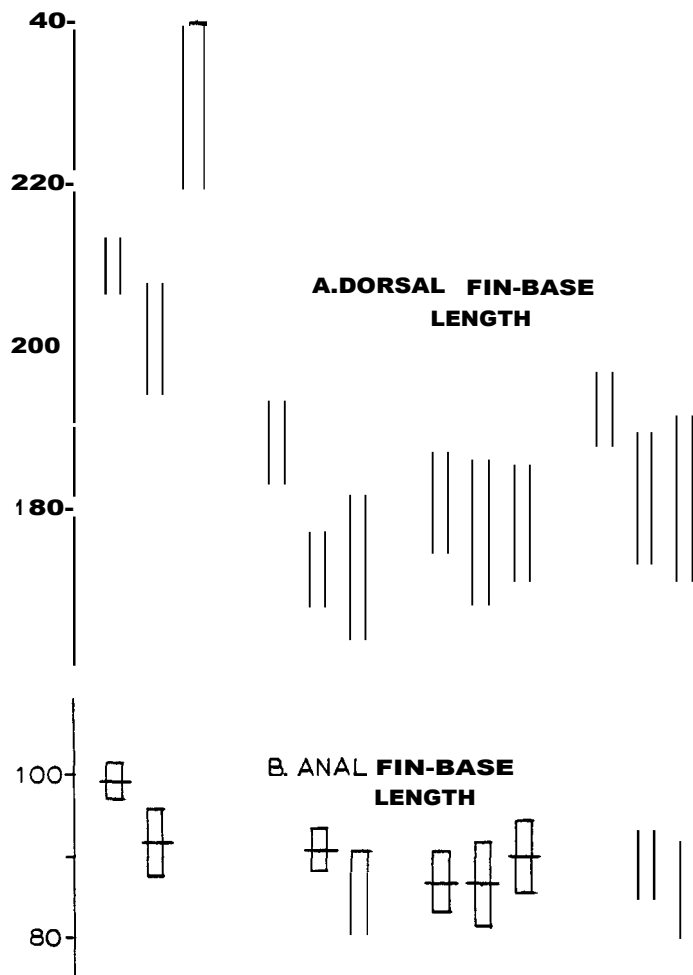 40-
220-
A.DORSAL FIN-BASE
LENGTH
200
180-
100-
B. ANAL FIN-BASE
LENGTH
80-